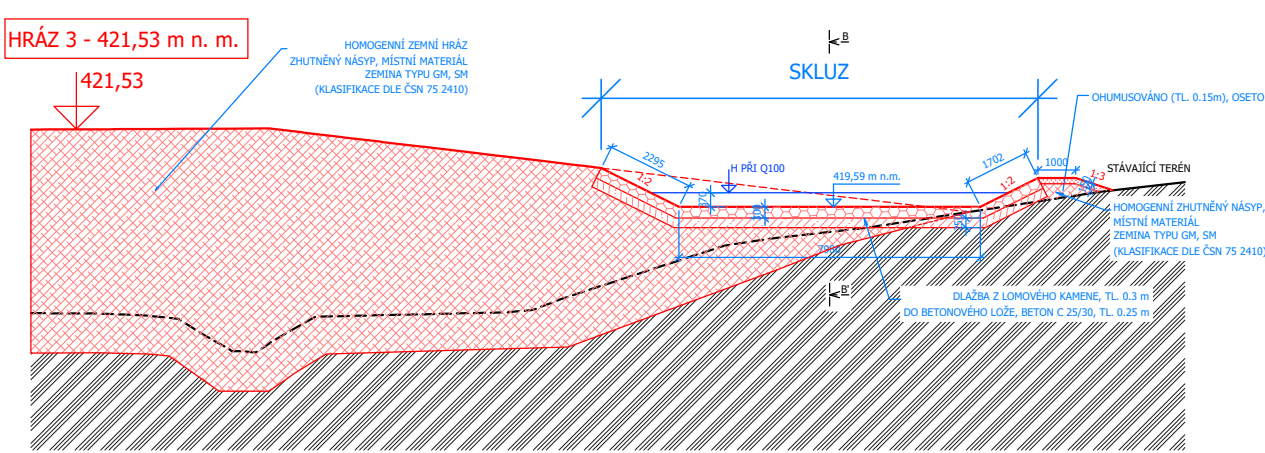 HRÁZ 3 - 421,53 m n. m.
421,53
HOMOGENNÍ ZEMNÍ HRÁZ
ZHUTNĚNÝ NÁSYP, MÍSTNÍ MATERIÁL
ZEMINA TYPU GM, SM
(KLASIFIKACE DLE ČSN 75 2410)
B
SKLUZ
OHUMUSOVÁNO (TL. 0.15m), OSETO
2295
1:2
H PŘI Q100
419,59 m n.m.
1702
1:2
1000
1:3
STÁVAJÍCÍ TERÉN
370
300
7900
HOMOGENNÍ ZHUTNĚNÝ NÁSYP,
MÍSTNÍ MATERIÁL
ZEMINA TYPU GM, SM
(KLASIFIKACE DLE ČSN 75 2410)
B'
DLAŽBA Z LOMOVÉHO KAMENE, TL. 0.3 m
DO BETONOVÉHO LOŽE, BETON C 25/30, TL. 0.25 m